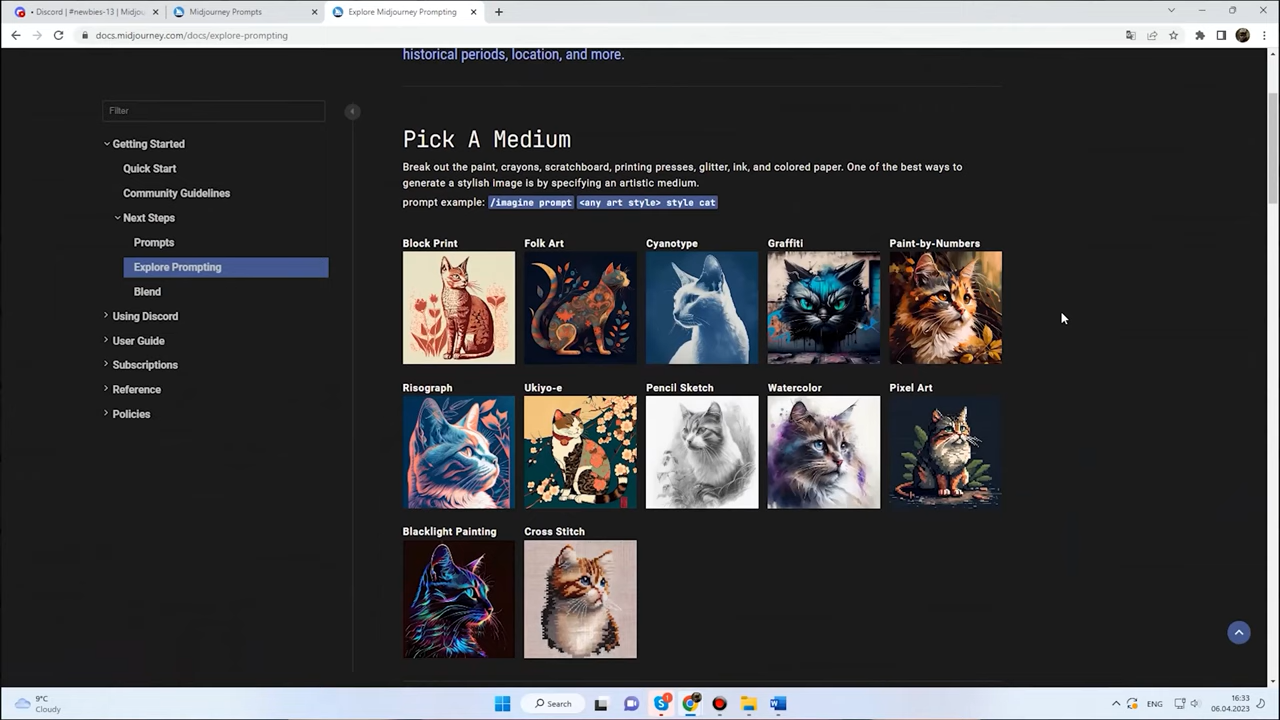 • Discord | #newbies-13 | Midjou
Midjourney Prompts
Explore Midjourney Prompting
docs.midjourney.com/docs/explore-prompting
historical periods, location, and more.
Filter
Getting Started
Quick Start
Community Guidelines
Next Steps
Prompts
Explore Prompting
Blend
Using Discord
User Guide
Subscriptions
Reference
Policies
Pick A Medium
Break out the paint, crayons, scratchboard, printing presses, glitter, ink, and colored paper. One of the best ways to
generate a stylish image is by specifying an artistic medium.
prompt example: /imagine prompt <any art style> style cat
Block Print Folk Art Cyanotype Graffiti Paint-by-Numbers
Risograph Ukiyo-e Pencil Sketch Watercolor Pixel Art
Blacklight Painting Cross Stitch
9°C
Cloudy
Search
1
ENG
16:33
06.04.2023